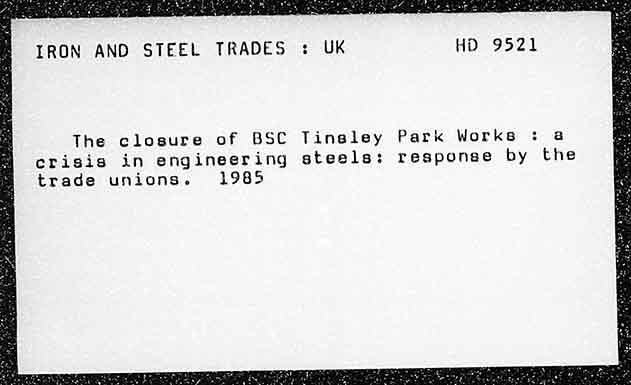 IRON AND STEEL TRADES : UK HD 9521
The closure of BSC Tinsley Park Works : a
crisis in engineering steels: response by the
trade unions. 1985